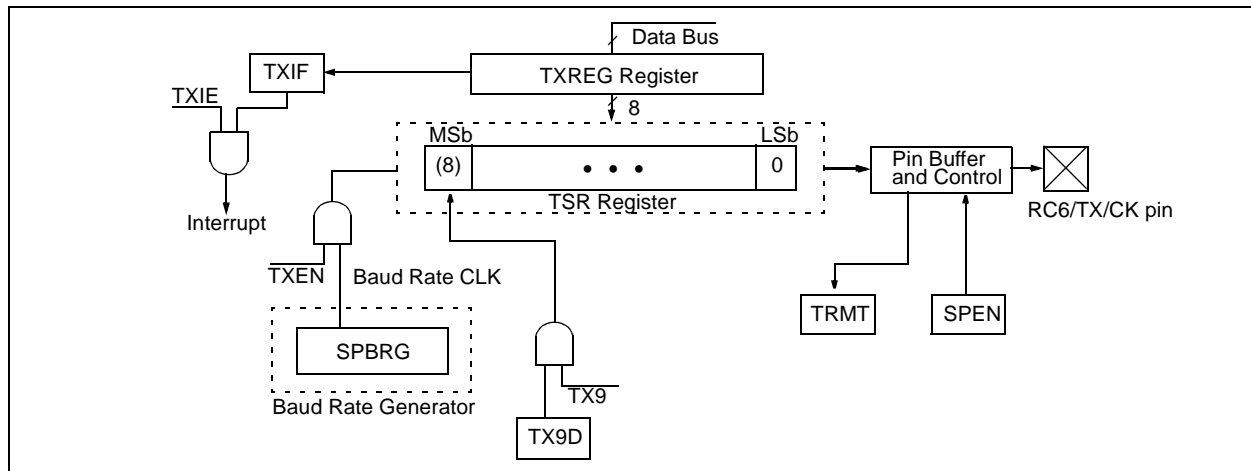 Data Bus
TXIF
TXREG Register
TXIE
8
MSb
LSb
(8)
• • •
0
TSR Register
Pin Buffer
and Control
RC6/TX/CK pin
Interrupt
TXEN
Baud Rate CLK
TRMT
SPEN
SPBRG
TX9
Baud Rate Generator
TX9D